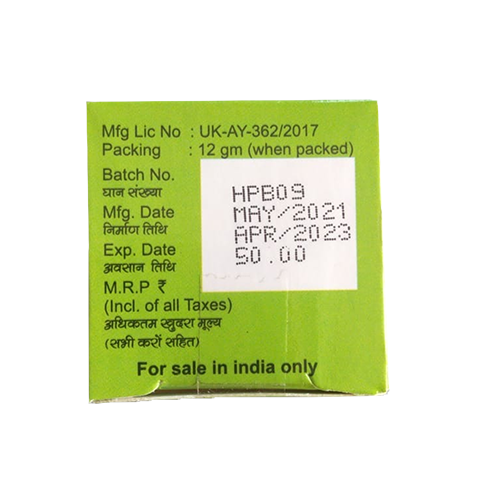 Mfg Lic No : UK-AY-362/2017
Packing : 12 gm (when packed)
Batch No.
घान संख्या
HPB09
Mfg. Date
MAY/2021
निर्माण तिथि
APR/2023
Exp. Date
50.00
अवसान तिथि
M.R.P ₹
(Incl. of all Taxes)
अधिकतम खुदरा मूल्य
(सभी करों सहित)
For sale in india only